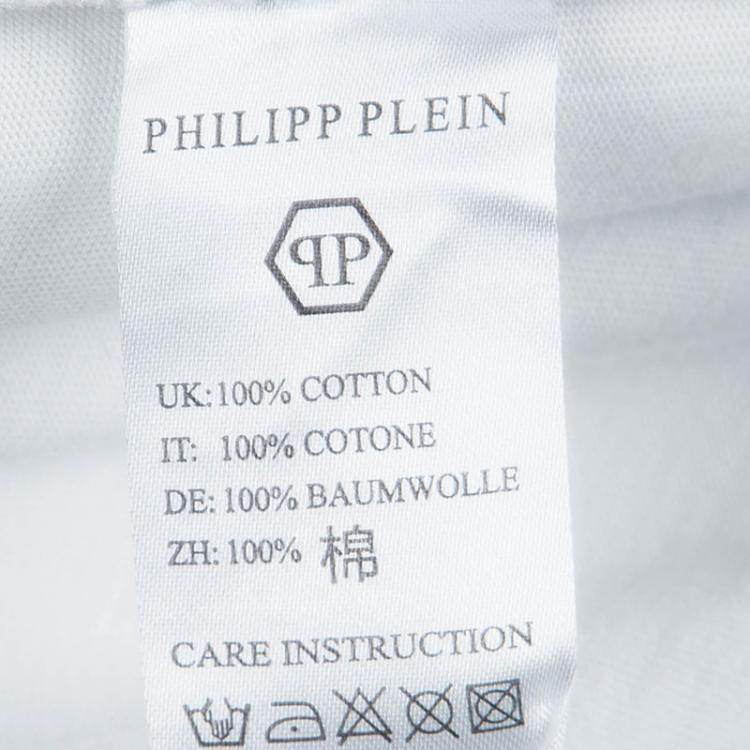 PHILIPP PLEIN
PP
UK: 100% COTTON
IT: 100% COTONE
DE: 100% BAUMWOLLE
ZH: 100% 棉
CARE INSTRUCTION